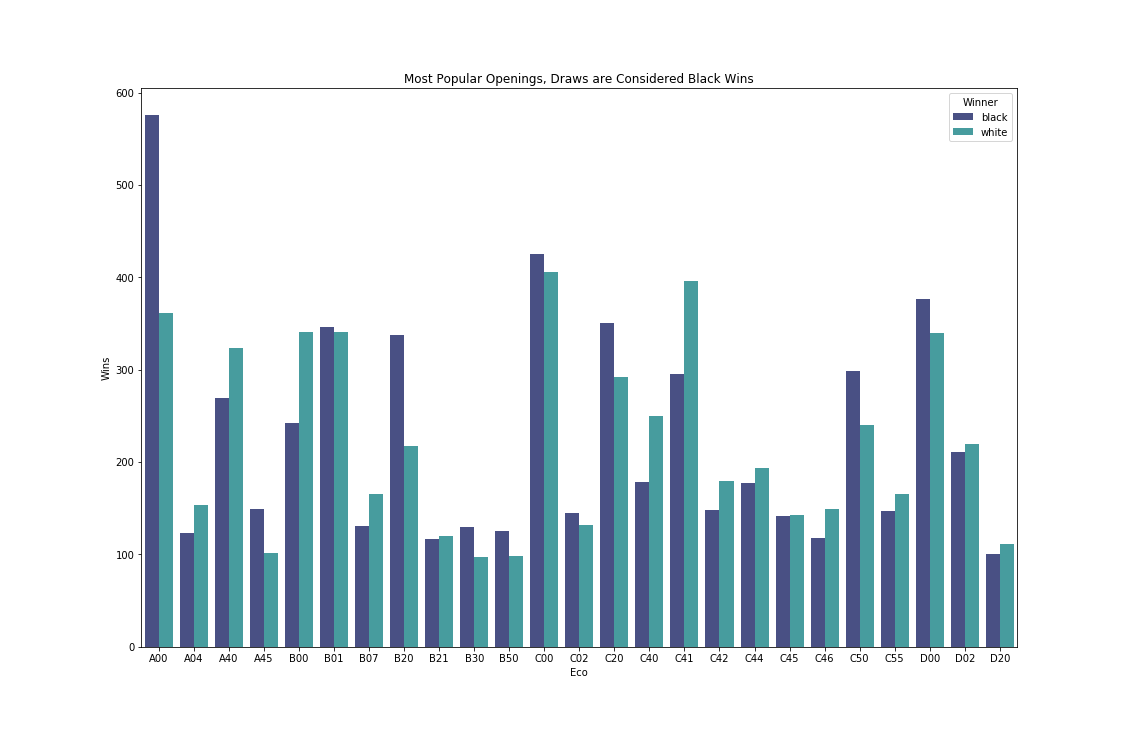 Most Popular Openings, Draws are Considered Black Wins
Winner
black
white
600
500
400
300
200
100
0
Wins
A00 A04 A40 A45 B00 B01 B07 B20 B21 B30 B50 C00 C02 C20 C40 C41 C42 C44 C45 C46 C50 C55 D00 D02 D20
Eco